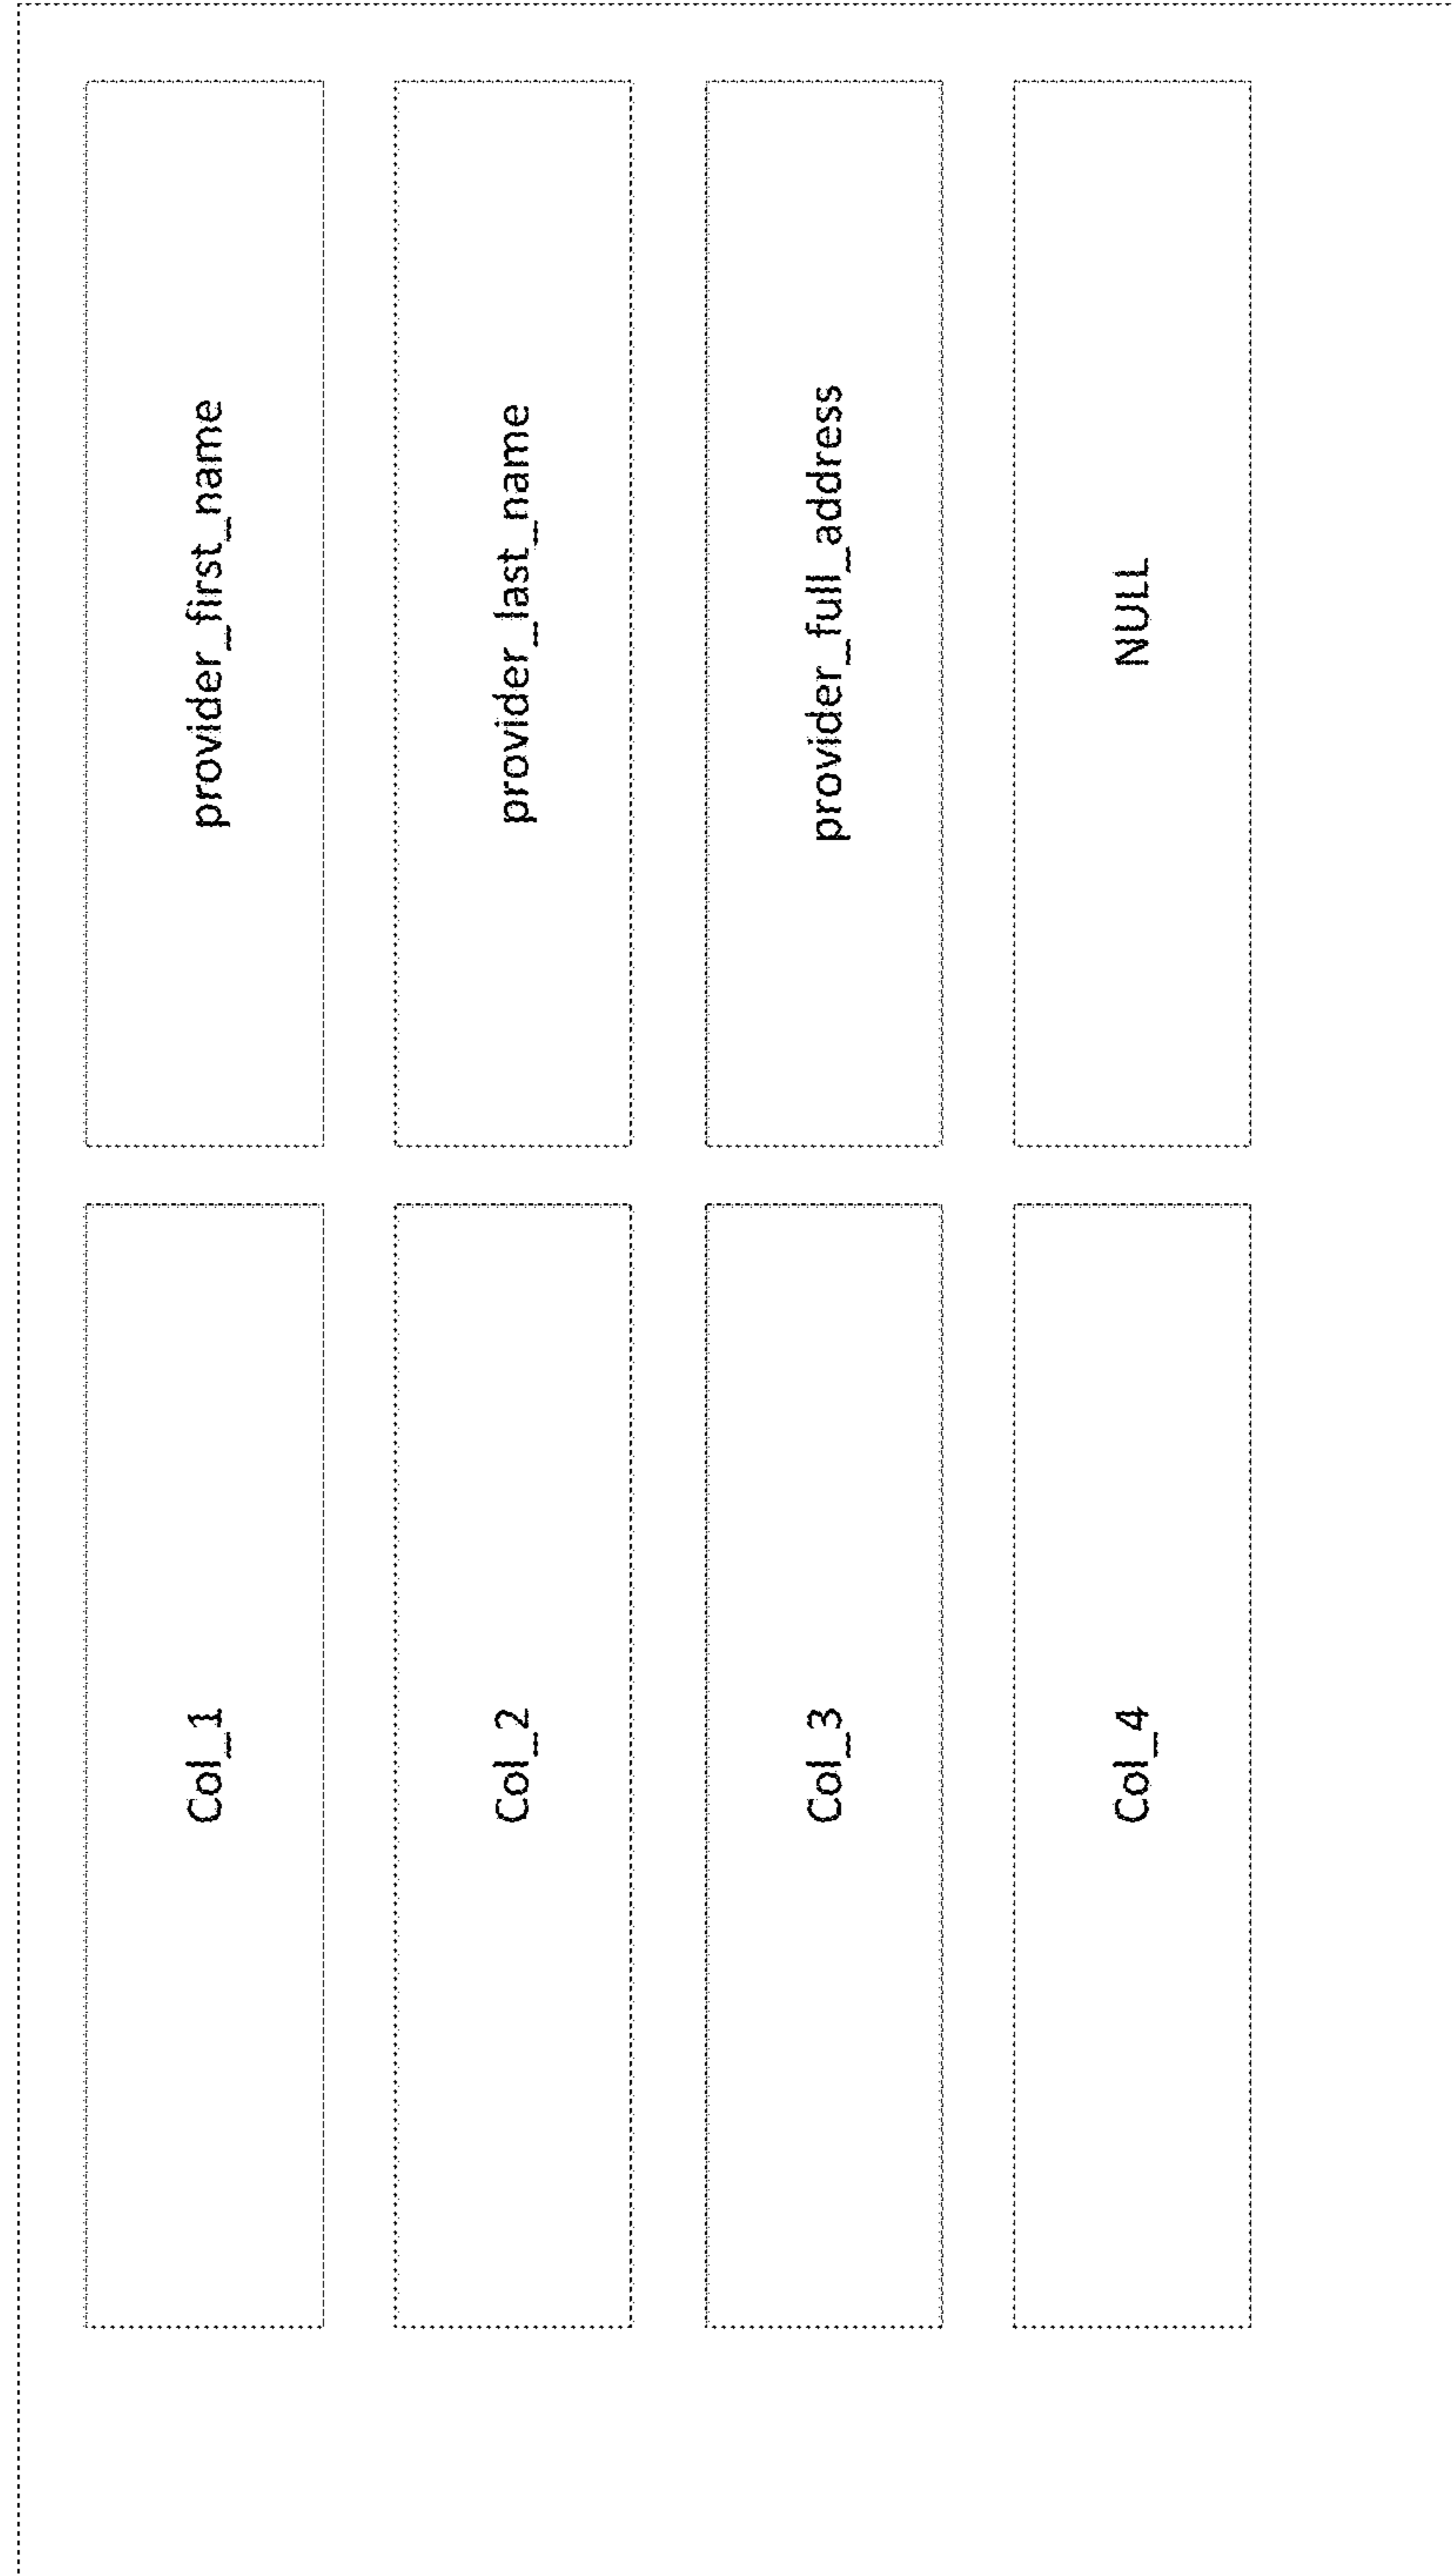 Col_1 provider_first_name
Col_2 provider_last_name
Col_3 provider_full_address
Col_4 NULL